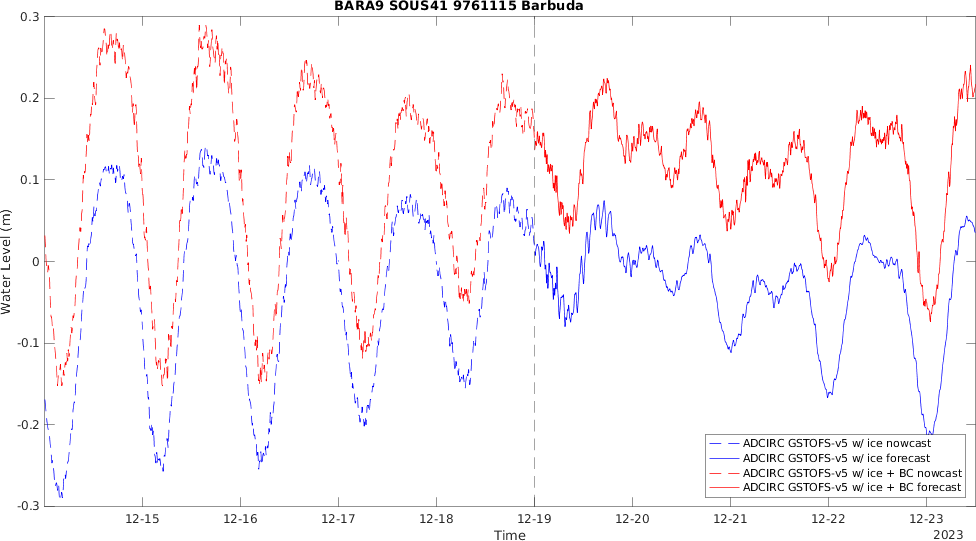 BARA9 SOUS41 9761115 Barbuda
0.3
0.2
0.1
0
-0.1
-0.2
-0.3
Water Level (m)
12-15 12-16 12-17 12-18 12-19 12-20 12-21 12-22 12-23
Time
2023
ADCIRC GSTOFS-v5 w/ ice nowcast
ADCIRC GSTOFS-v5 w/ ice forecast
ADCIRC GSTOFS-v5 w/ ice + BC nowcast
ADCIRC GSTOFS-v5 w/ ice + BC forecast